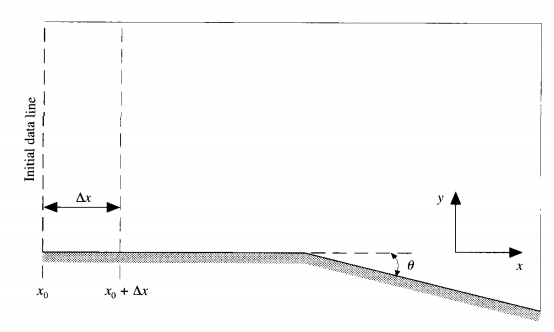 Initial data line
Δx
y
x
θ
x₀
x₀ + Δx